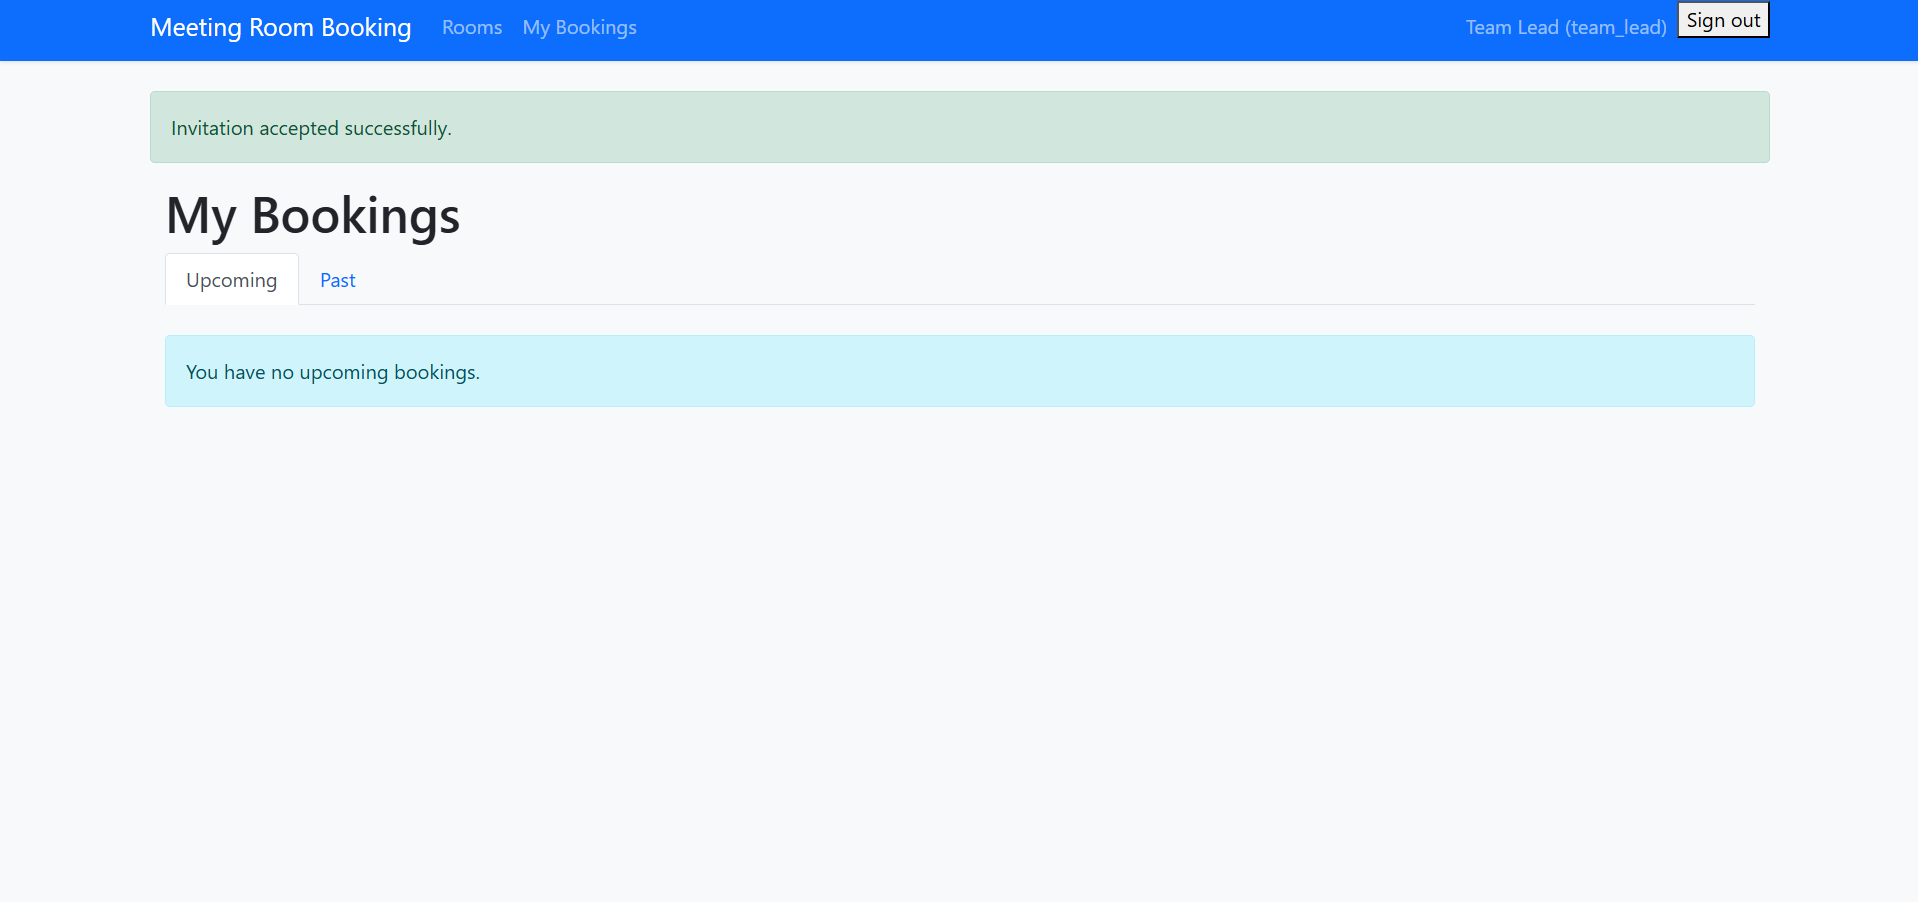 Meeting Room Booking Rooms My Bookings Team Lead (team_lead) Sign out
Invitation accepted successfully.
My Bookings
Upcoming Past
You have no upcoming bookings.